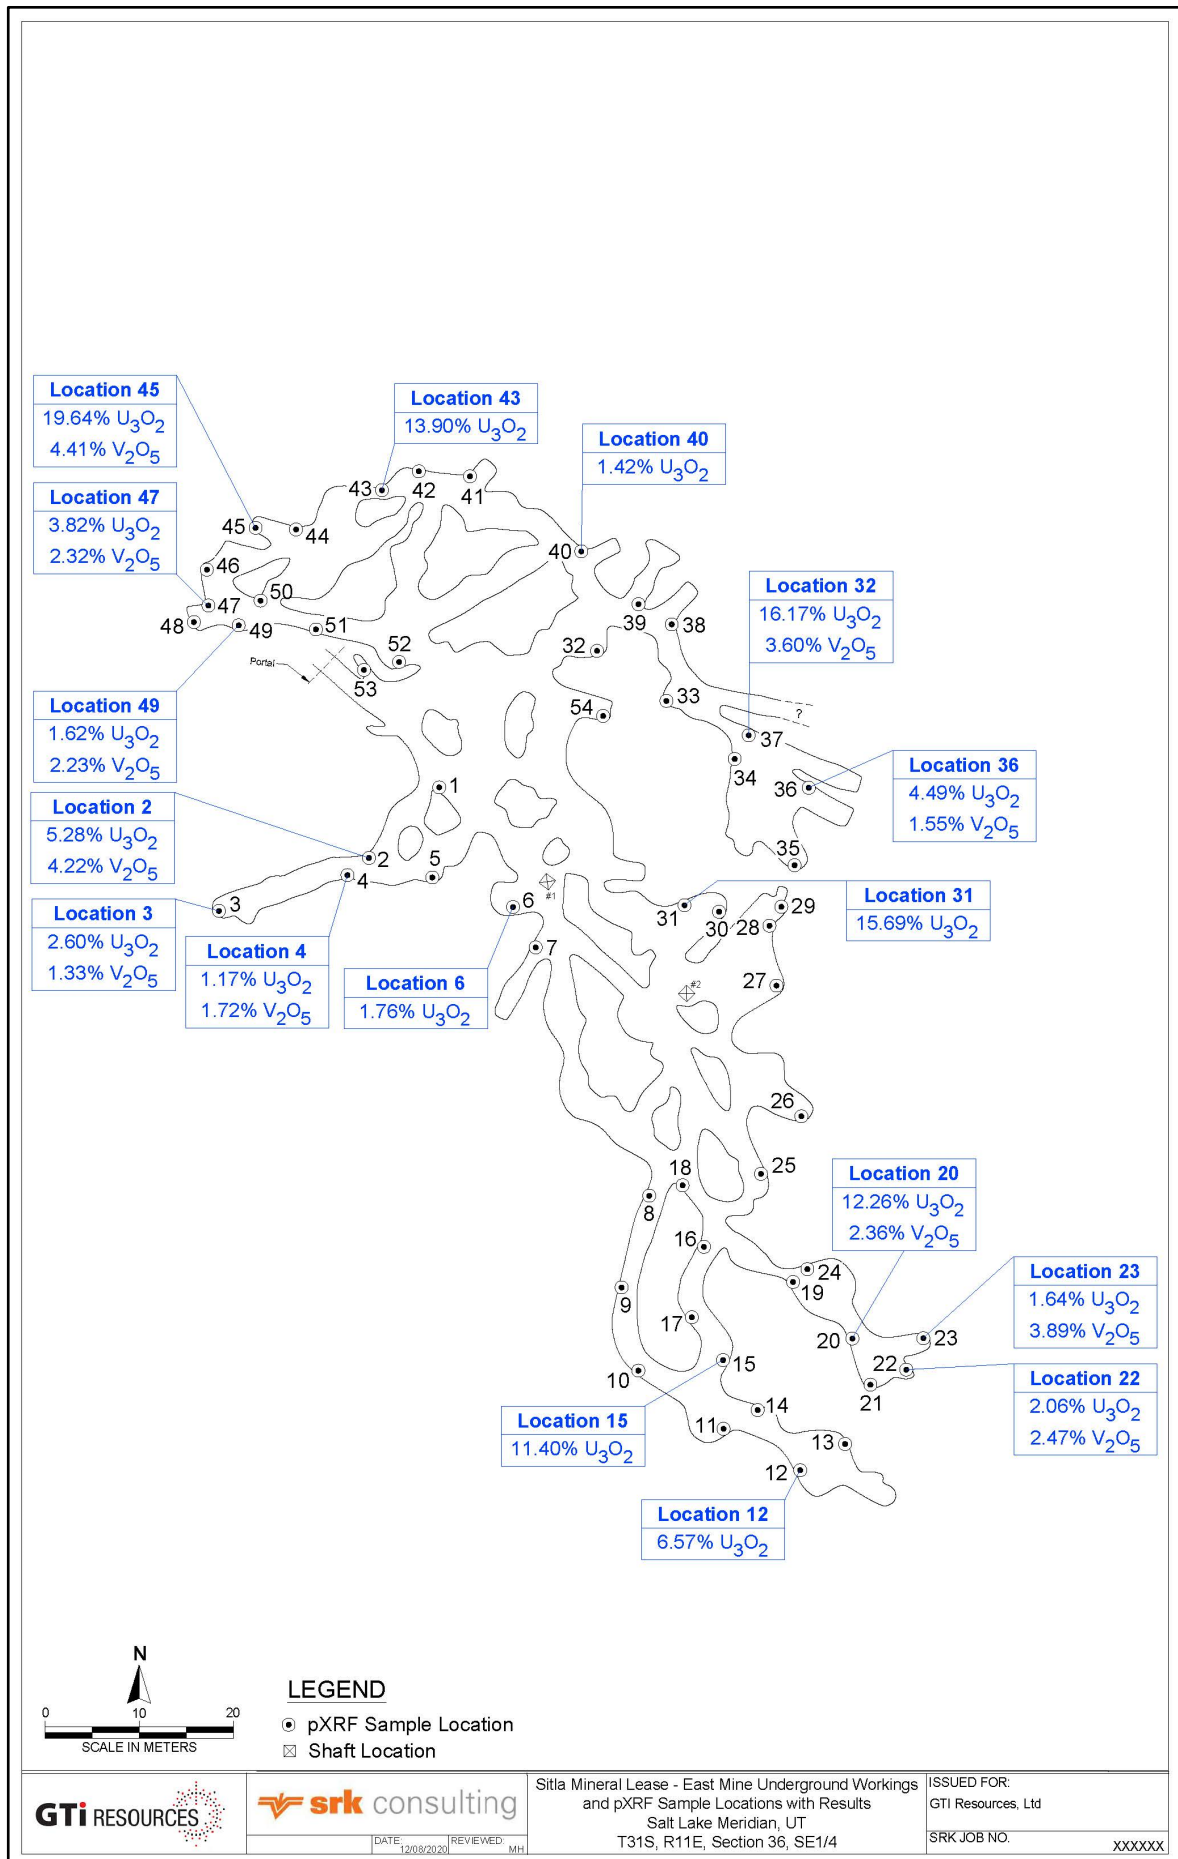 Location 45
19.64% U3O2
4.41% V2O5
Location 43
13.90% U3O2
Location 40
1.42% U3O2
Location 47
3.82% U3O2
2.32% V2O5
Location 32
16.17% U3O2
3.60% V2O5
Location 49
1.62% U3O2
2.23% V2O5
Location 36
4.49% U3O2
1.55% V2O5
Location 2
5.28% U3O2
4.22% V2O5
Location 31
15.69% U3O2
Location 3
2.60% U3O2
1.33% V2O5
Location 4
1.17% U3O2
1.72% V2O5
Location 6
1.76% U3O2
Location 20
12.26% U3O2
2.36% V2O5
Location 23
1.64% U3O2
3.89% V2O5
Location 22
2.06% U3O2
2.47% V2O5
Location 15
11.40% U3O2
Location 12
6.57% U3O2
43
42
41
45
44
40
46
50
47
48
49
51
39
38
52
32
Portal
53
33
54
?
37
34
1
36
2
5
35
4
#1
3
6
31
30
29
28
7
27
#2
26
25
18
8
16
24
19
9
17
20
23
15
22
10
21
14
11
13
12
N
0 10 20
SCALE IN METERS
LEGEND
pXRF Sample Location
Shaft Location
GTi RESOURCES
srk consulting
DATE: 12/08/2020
REVIEWED: MH
Sitla Mineral Lease - East Mine Underground Workings
and pXRF Sample Locations with Results
Salt Lake Meridian, UT
T31S, R11E, Section 36, SE1/4
ISSUED FOR:
GTI Resources, Ltd
SRK JOB NO.
XXXXXX